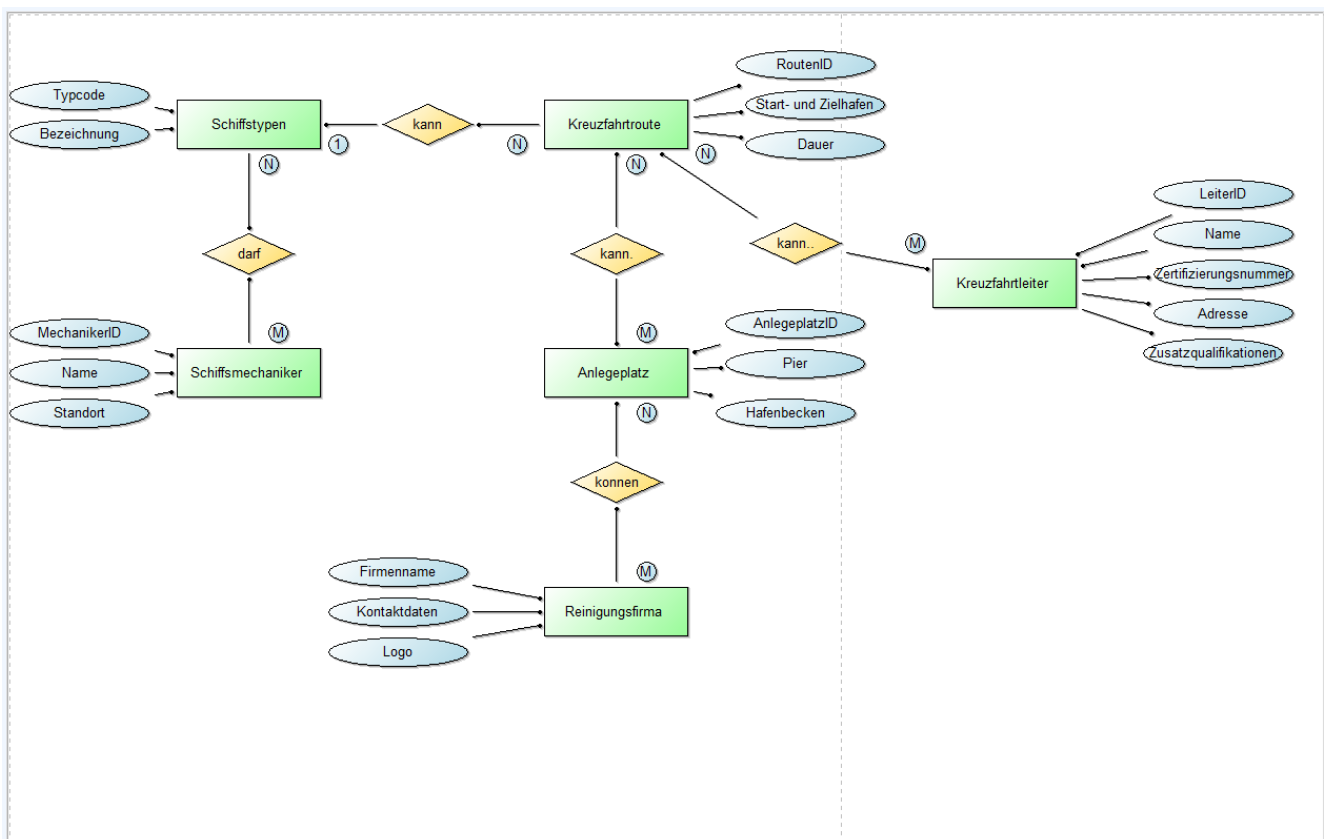 RoutenID
Typcode
Schiffstypen
kann
Kreuzfahrtroute
Start- und Zielhafen
Bezeichnung
1
N
Dauer
N
N
N
LeiterID
Name
M
darf
kann.
kann..
Zertifizierungsnummer
Kreuzfahrtleiter
Adresse
MechanikerID
M
M
AnlegeplatzID
Zusatzqualifikationen
Name
Schiffsmechaniker
Anlegeplatz
Pier
Standort
N
Hafenbecken
konnen
Firmenname
M
Kontaktdaten
Reinigungsfirma
Logo